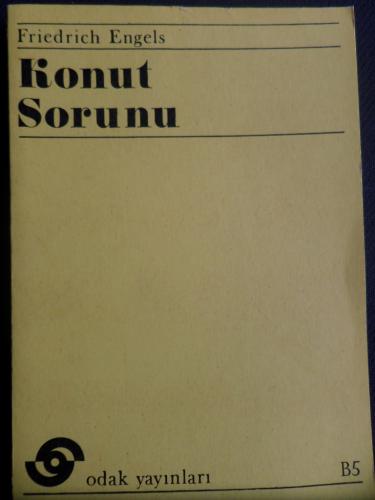 Friedrich Engels
Konut
Sorunu
odak yayınları
B5